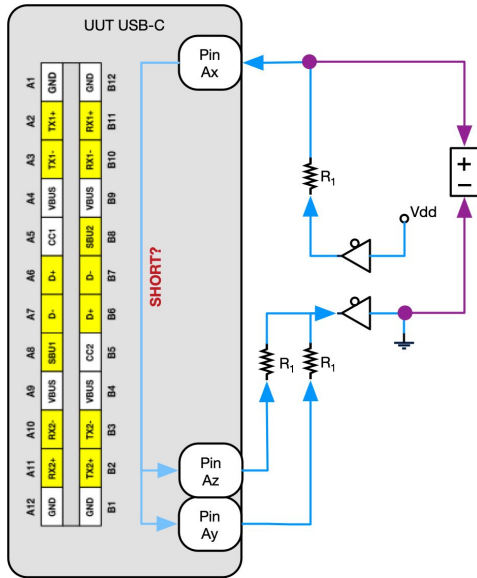 UUT USB-C
A1 GND GND B12
A2 TX1+ RX1+ B11
A3 TX1- RX1- B10
A4 VBUS VBUS B9
A5 CC1 SBU2 B8
A6 D+ D- B7
A7 D- D+ B6
A8 SBU1 CC2 B5
A9 VBUS VBUS B4
A10 RX2- TX2- B3
A11 RX2+ TX2+ B2
A12 GND GND B1
Pin
Ax
SHORT?
R1
Vdd
+
−
R1
R1
Pin
Az
Pin
Ay